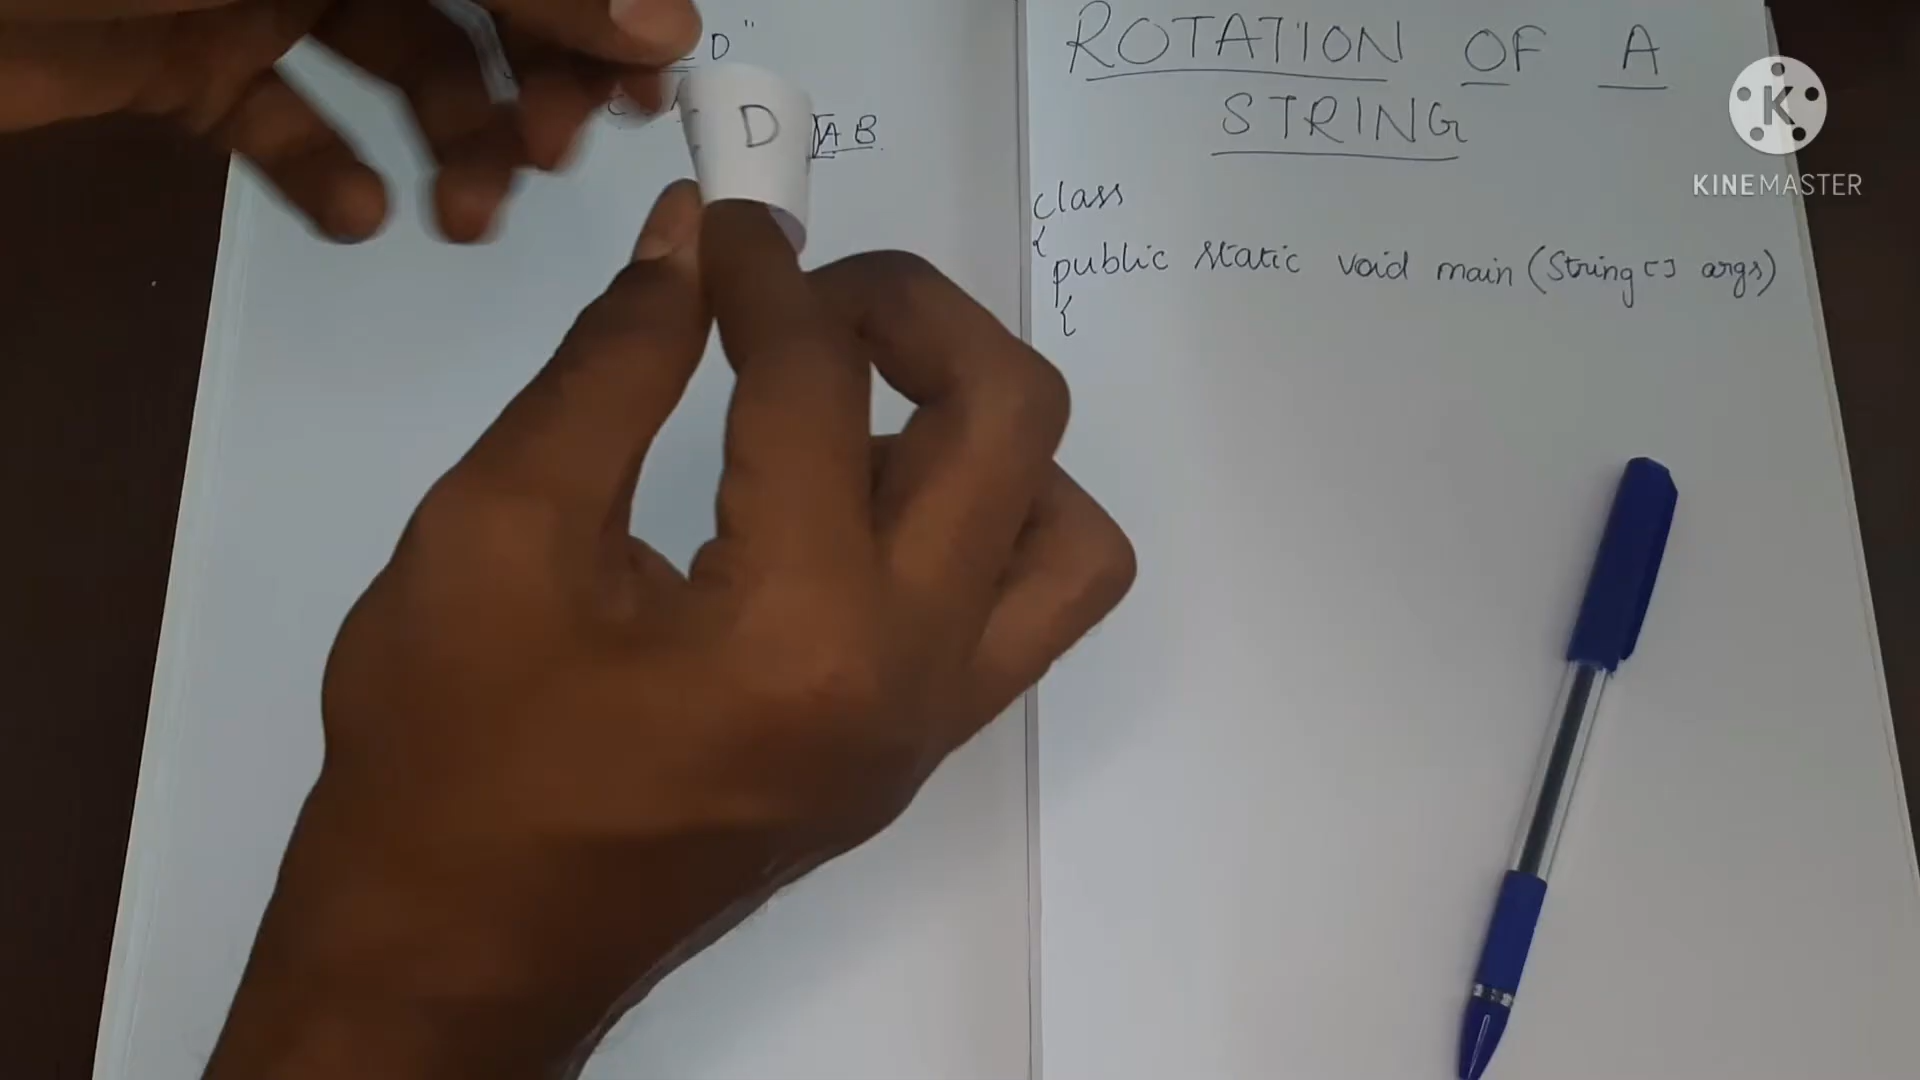 D"
D
AB
ROTATION OF A
STRING
class
{
public static void main (String[] args)
{
K
KINEMASTER